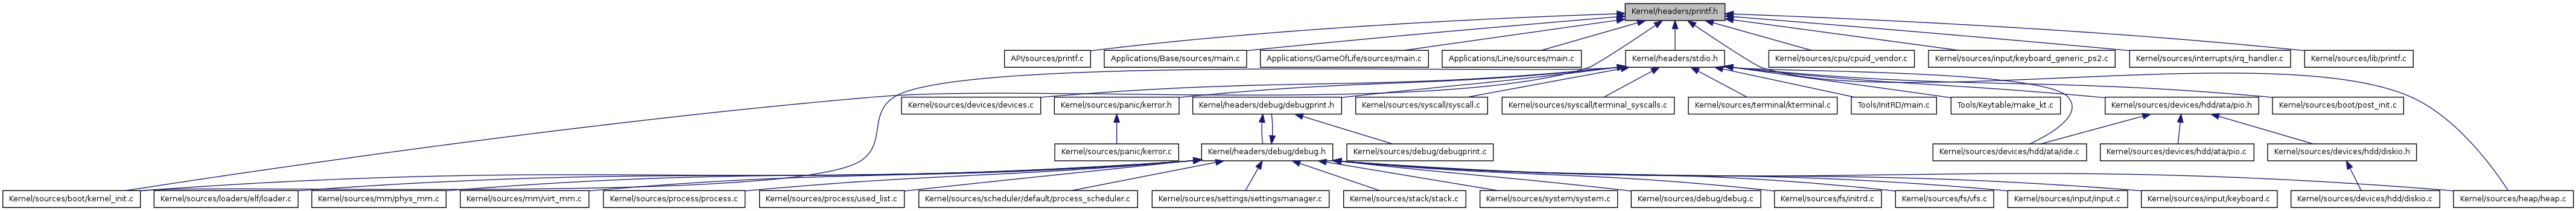 Kernel/headers/printf.h
API/sources/printf.c
Applications/Base/sources/main.c
Applications/GameOfLife/sources/main.c
Applications/Line/sources/main.c
Kernel/headers/stdio.h
Kernel/sources/cpu/cpuid_vendor.c
Kernel/sources/input/keyboard_generic_ps2.c
Kernel/sources/interrupts/irq_handler.c
Kernel/sources/lib/printf.c
Kernel/sources/devices/devices.c
Kernel/sources/panic/kerror.h
Kernel/headers/debug/debugprint.h
Kernel/sources/syscall/syscall.c
Kernel/sources/syscall/terminal_syscalls.c
Kernel/sources/terminal/kterminal.c
Tools/InitRD/main.c
Tools/Keytable/make_kt.c
Kernel/sources/devices/hdd/ata/pio.h
Kernel/sources/boot/post_init.c
Kernel/sources/panic/kerror.c
Kernel/headers/debug/debug.h
Kernel/sources/debug/debugprint.c
Kernel/sources/devices/hdd/ata/ide.c
Kernel/sources/devices/hdd/ata/pio.c
Kernel/sources/devices/hdd/diskio.h
Kernel/sources/boot/kernel_init.c
Kernel/sources/loaders/elf/loader.c
Kernel/sources/mm/phys_mm.c
Kernel/sources/mm/virt_mm.c
Kernel/sources/process/process.c
Kernel/sources/process/used_list.c
Kernel/sources/scheduler/default/process_scheduler.c
Kernel/sources/settings/settingsmanager.c
Kernel/sources/stack/stack.c
Kernel/sources/system/system.c
Kernel/sources/debug/debug.c
Kernel/sources/fs/initrd.c
Kernel/sources/fs/vfs.c
Kernel/sources/input/input.c
Kernel/sources/input/keyboard.c
Kernel/sources/devices/hdd/diskio.c
Kernel/sources/heap/heap.c